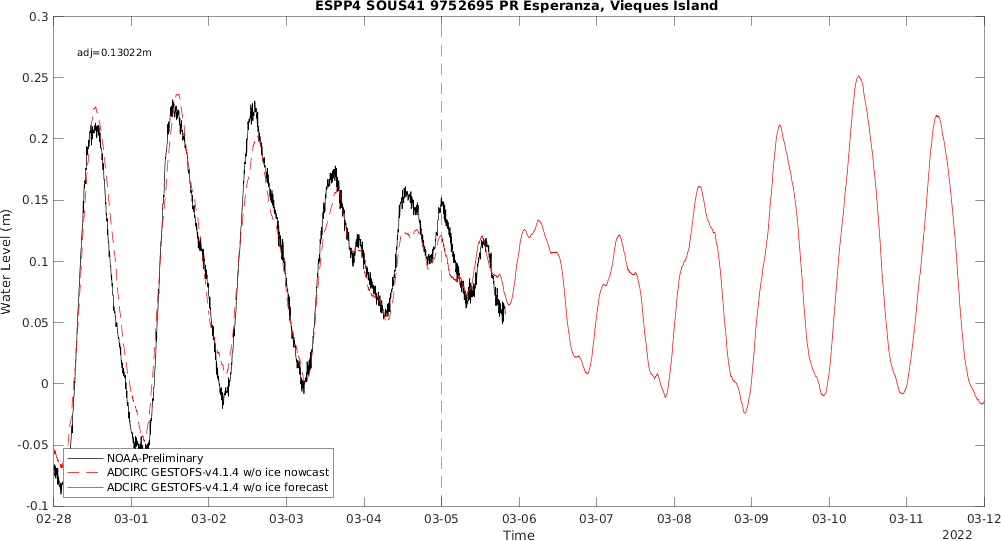 ESPP4 SOUS41 9752695 PR Esperanza, Vieques Island
adj=0.13022m
0.3
0.25
0.2
0.15
0.1
0.05
0
-0.05
-0.1
Water Level (m)
NOAA-Preliminary
ADCIRC GESTOFS-v4.1.4 w/o ice nowcast
ADCIRC GESTOFS-v4.1.4 w/o ice forecast
02-28 03-01 03-02 03-03 03-04 03-05 03-06 03-07 03-08 03-09 03-10 03-11 03-12
Time
2022